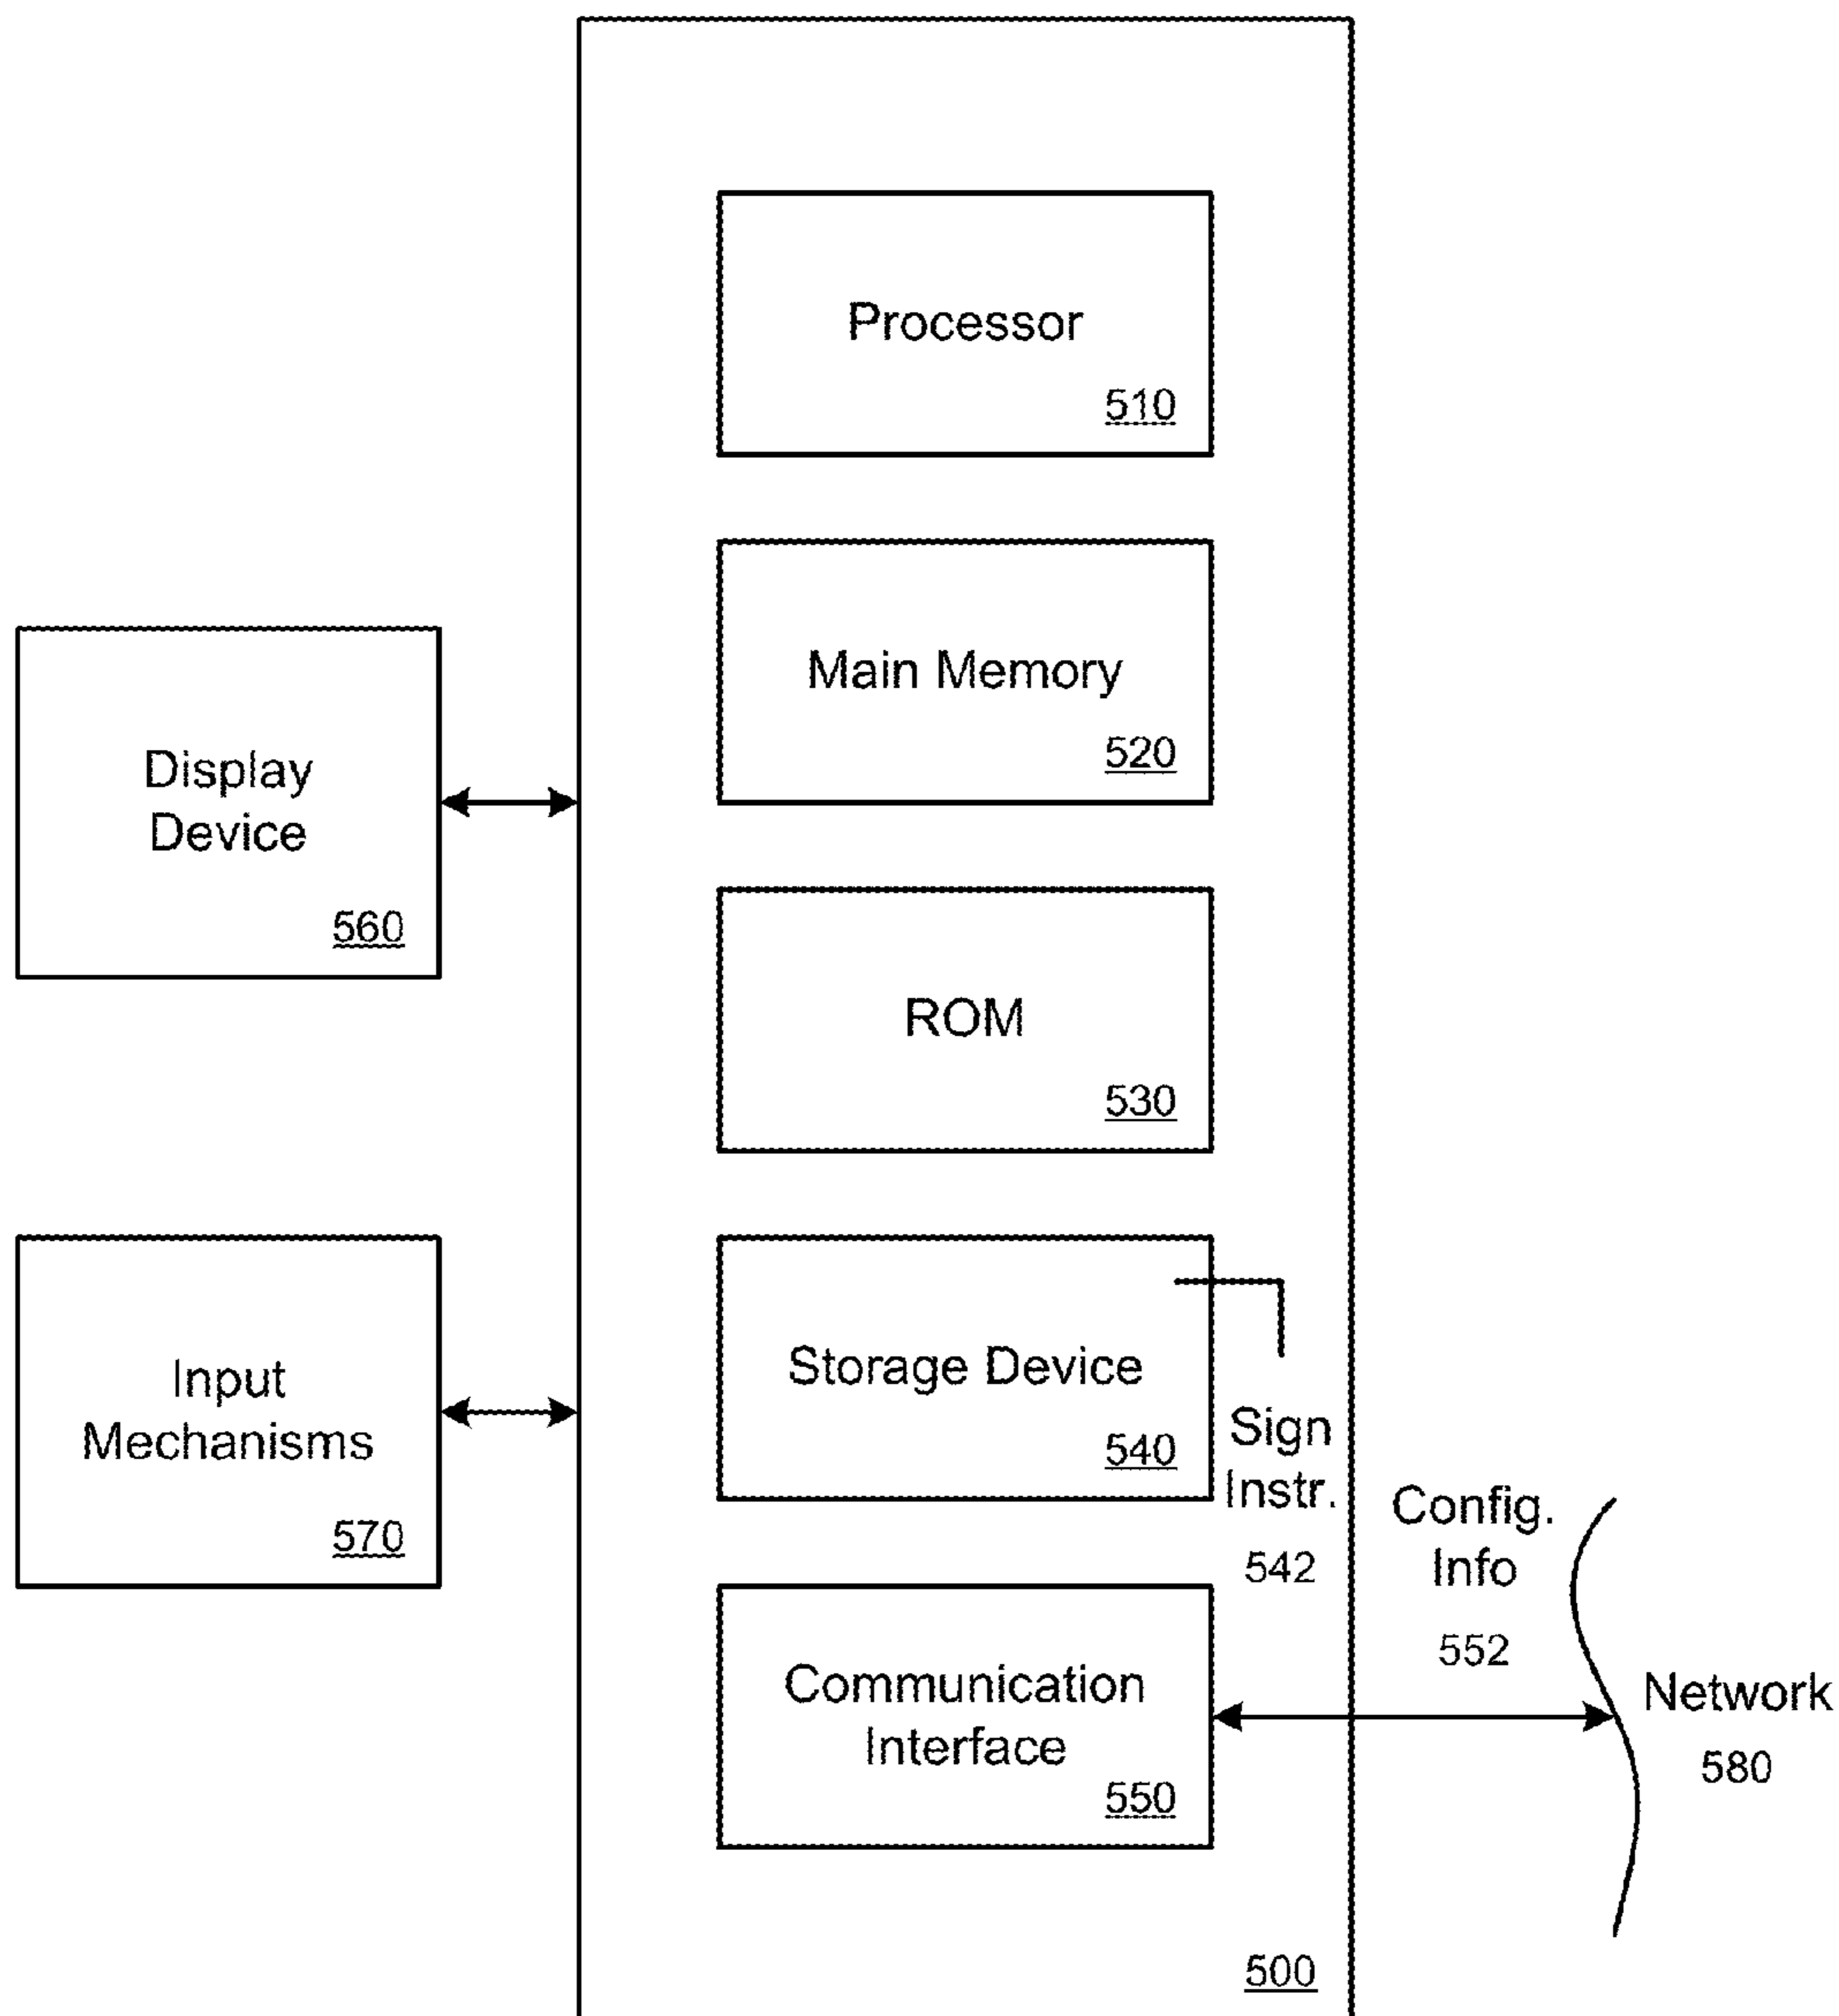 Processor
510
Main Memory
520
Display
Device
560
ROM
530
Input
Mechanisms
570
Storage Device
540
Sign
Instr.
542
Config.
Info
552
Communication
Interface
550
Network
580
500